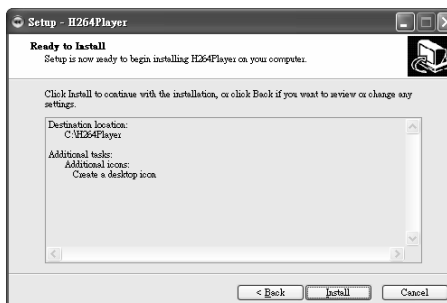 Setup - H264Player
Ready to Install
Setup is now ready to begin installing H264Player on your computer.
Click Install to continue with the installation, or click Back if you want to review or change any
settings.
Destination location:
C:\H264Player
Additional tasks:
Additional icons:
Create a desktop icon
< Back
Install
Cancel